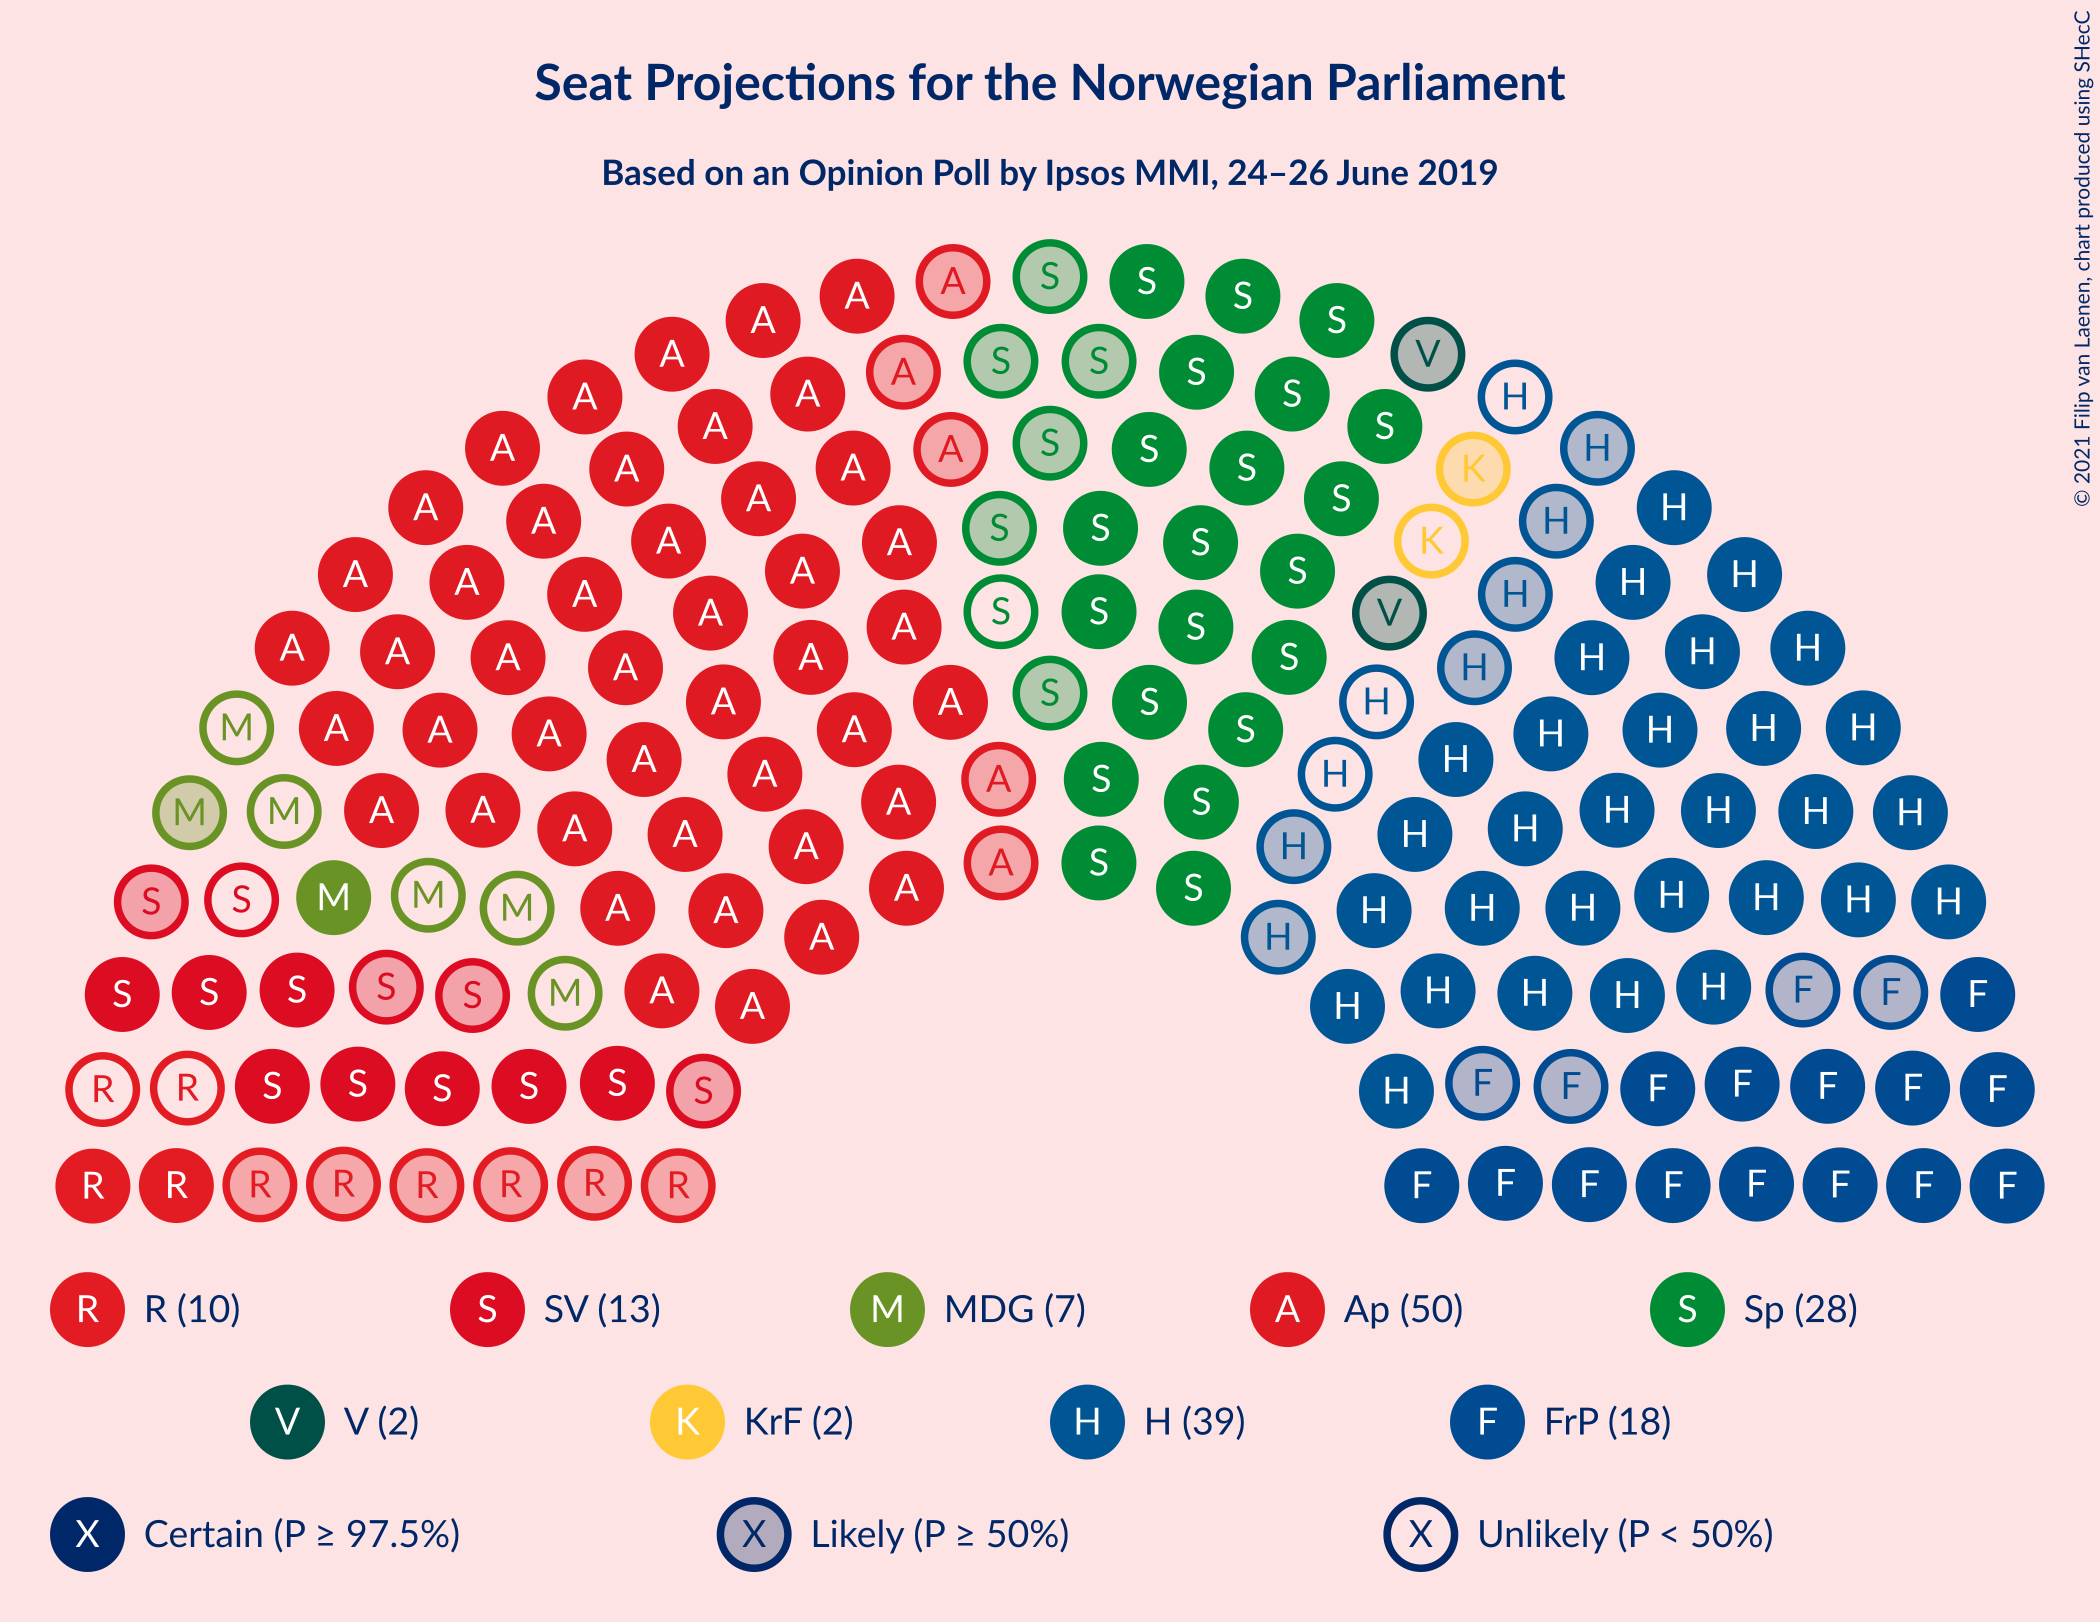 Seat Projections for the Norwegian Parliament
Based on an Opinion Poll by Ipsos MMI, 24–26 June 2019
© 2021 Filip van Laenen, chart produced using SHecC
A A S S S
A A S V
A A S S S H
A A A S S S K H
A A A S S S K H H
A A A A S S S V H H H
A A A A A S S S H H H H
A A A A A S S S H H H H
M A A A A A A S S H H H H H
M M A A A A A A S S H H H H H H
S S M M M A A A A S S H H H H H H H
S S S S S M A A H H H H H F F F
R R S S S S S S H F F F F F F F
R R R R R R R R F F F F F F F F
R R (10) S SV (13) M MDG (7) A Ap (50) S Sp (28)
V V (2) K KrF (2) H H (39) F FrP (18)
X Certain (P ≥ 97.5%) X Likely (P ≥ 50%) X Unlikely (P < 50%)